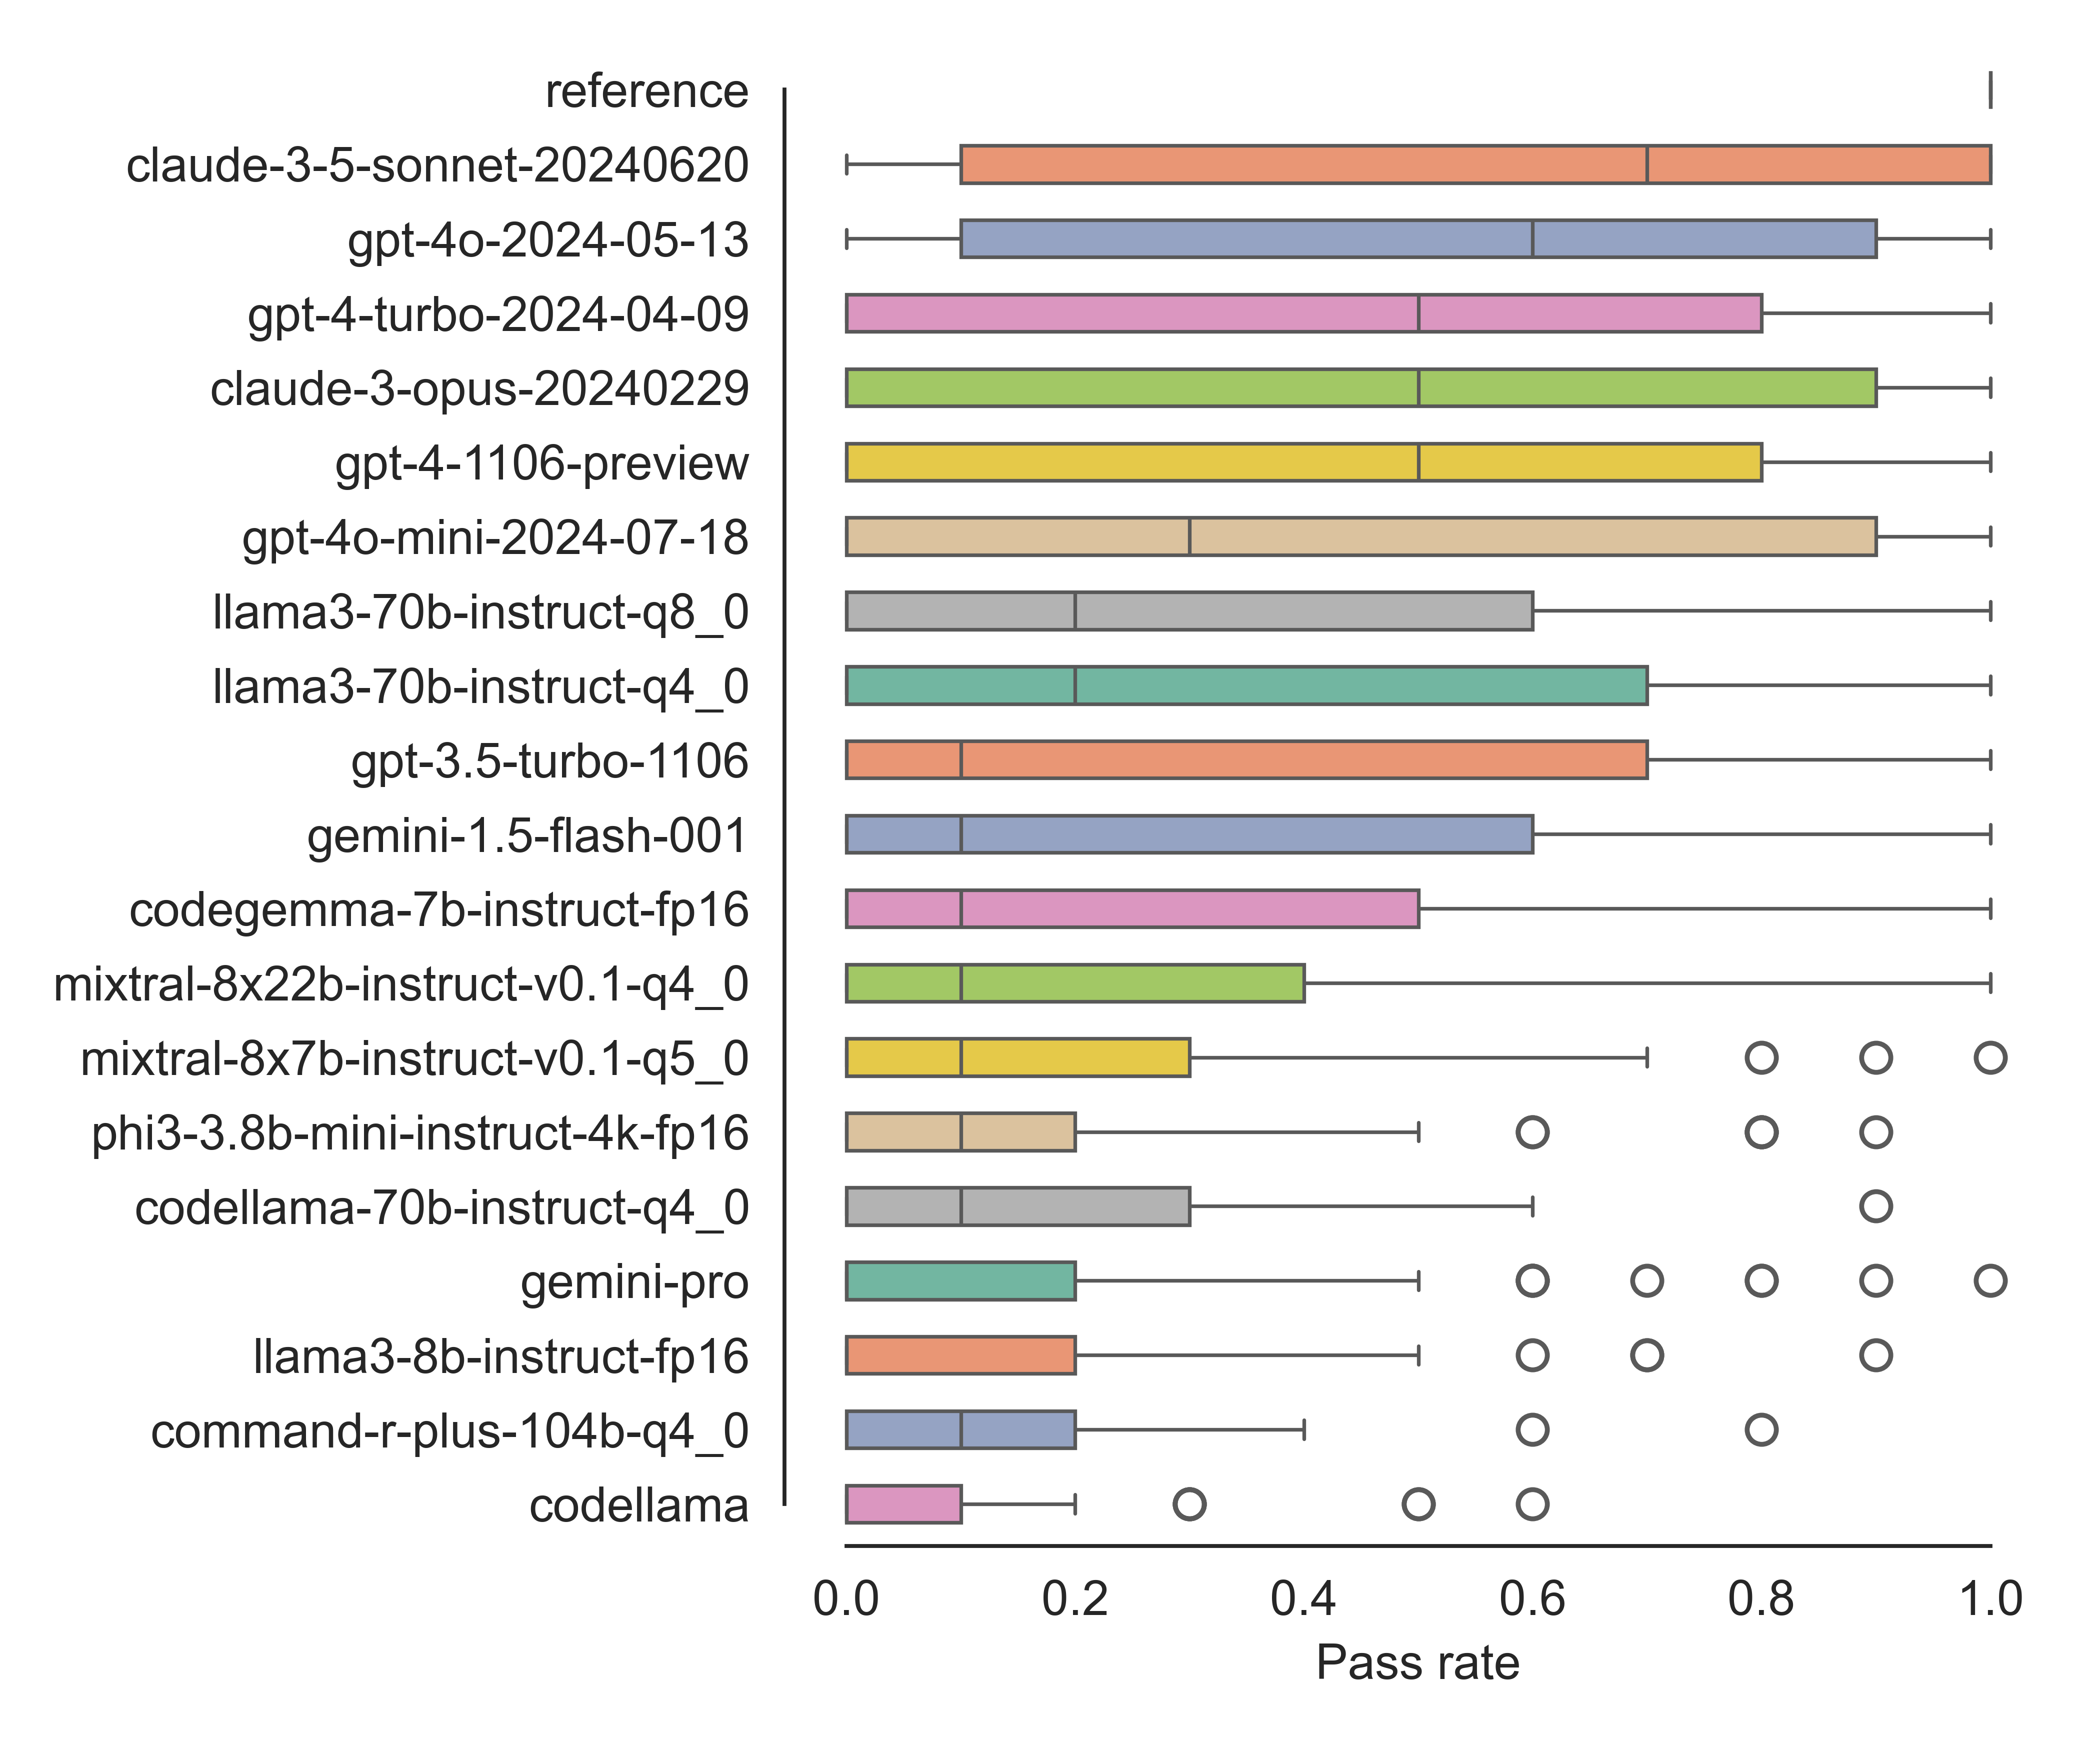 reference
claude-3-5-sonnet-20240620
gpt-4o-2024-05-13
gpt-4-turbo-2024-04-09
claude-3-opus-20240229
gpt-4-1106-preview
gpt-4o-mini-2024-07-18
llama3-70b-instruct-q8_0
llama3-70b-instruct-q4_0
gpt-3.5-turbo-1106
gemini-1.5-flash-001
codegemma-7b-instruct-fp16
mixtral-8x22b-instruct-v0.1-q4_0
mixtral-8x7b-instruct-v0.1-q5_0
phi3-3.8b-mini-instruct-4k-fp16
codellama-70b-instruct-q4_0
gemini-pro
llama3-8b-instruct-fp16
command-r-plus-104b-q4_0
codellama
0.0 0.2 0.4 0.6 0.8 1.0
Pass rate